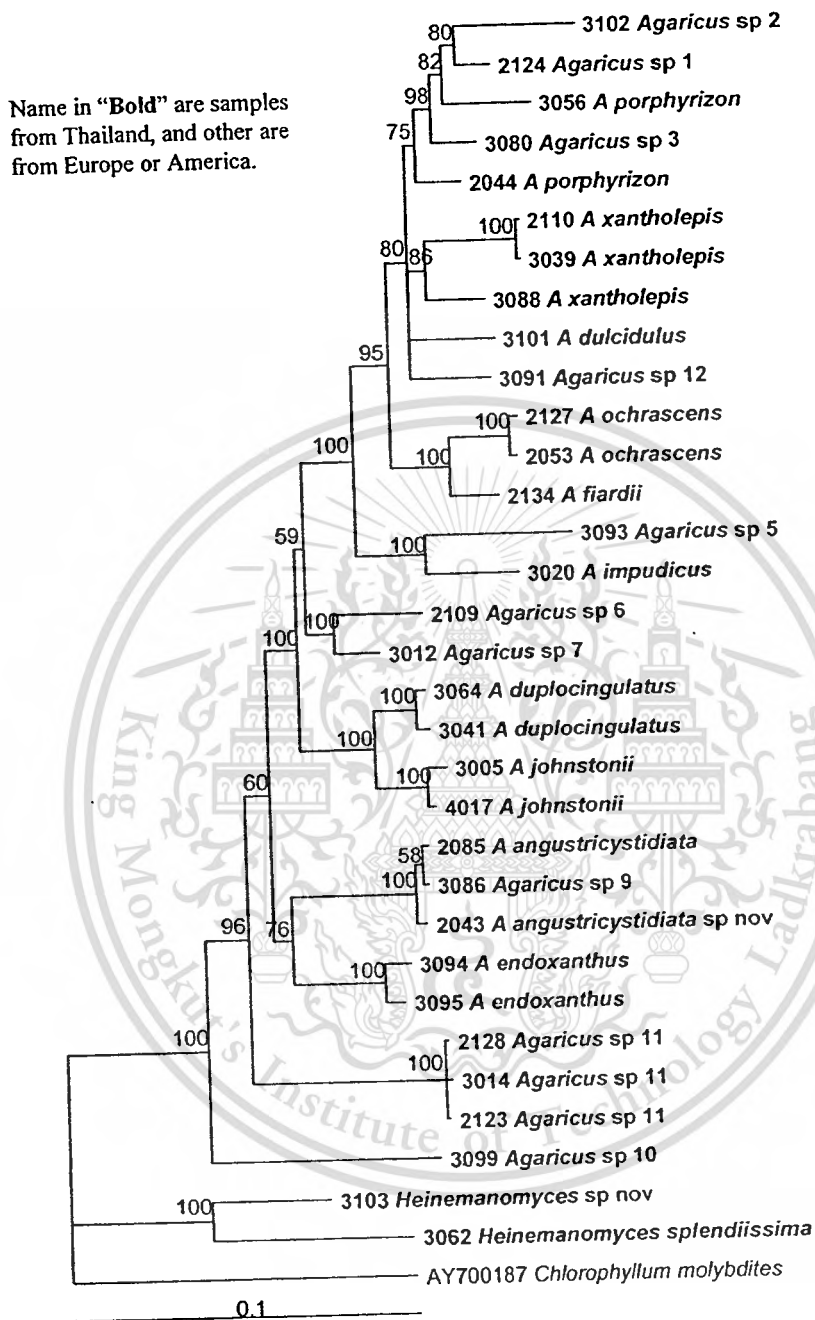 Name in “Bold” are samples
from Thailand, and other are
from Europe or America.
80
3102 Agaricus sp 2
82
2124 Agaricus sp 1
98
3056 A porphyrizon
75
3080 Agaricus sp 3
2044 A porphyrizon
100
2110 A xantholepis
80
86
3039 A xantholepis
3088 A xantholepis
95
3101 A dulcidulus
3091 Agaricus sp 12
100
2127 A ochrascens
100
100
2053 A ochrascens
2134 A fiardii
59
100
3093 Agaricus sp 5
3020 A impudicus
100
100
2109 Agaricus sp 6
3012 Agaricus sp 7
100
3064 A duplocingulatus
100
3041 A duplocingulatus
60
100
3005 A johnstonii
4017 A johnstonii
58
2085 A angustricystidiata
100
3086 Agaricus sp 9
96
76
2043 A angustricystidiata sp nov
100
3094 A endoxanthus
100
3095 A endoxanthus
100
2128 Agaricus sp 11
3014 Agaricus sp 11
2123 Agaricus sp 11
3099 Agaricus sp 10
100
3103 Heinemanomyces sp nov
3062 Heinemanomyces splendiissima
AY700187 Chlorophyllum molybdites
0.1
King Mongkut's Institute of Technology Ladkrabang